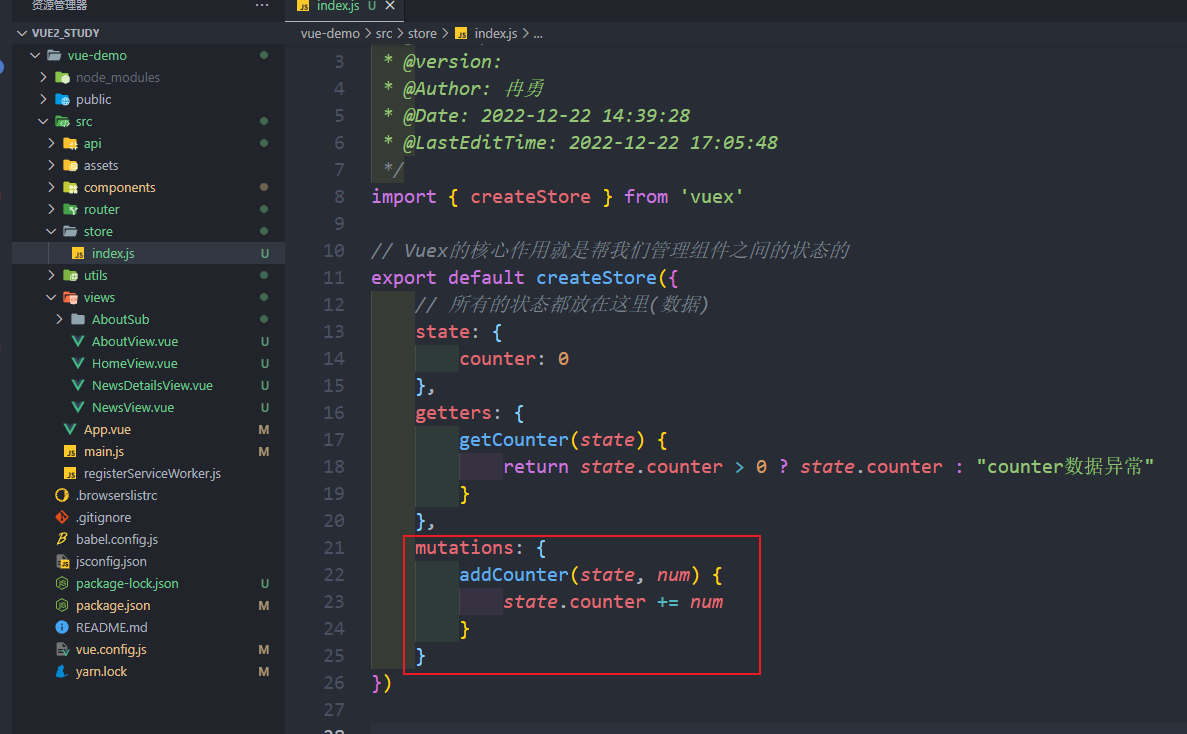 资源管理器 ...
index.js U
VUE2_STUDY
vue-demo
node_modules
public
src
api
assets
components
router
store
index.js U
utils
views
AboutSub
AboutView.vue U
HomeView.vue U
NewsDetailsView.vue U
NewsView.vue U
App.vue M
main.js M
registerServiceWorker.js
.browserslistrc
.gitignore
babel.config.js
jsconfig.json
package-lock.json U
package.json M
README.md
vue.config.js M
yarn.lock M
vue-demo > src > store > index.js > ...
3 * @version:
4 * @Author: 冉勇
5 * @Date: 2022-12-22 14:39:28
6 * @LastEditTime: 2022-12-22 17:05:48
7 */
8 import { createStore } from 'vuex'
9
10 // Vuex的核心作用就是帮我们管理组件之间的状态的
11 export default createStore({
12 // 所有的状态都放在这里(数据)
13 state: {
14 counter: 0
15 },
16 getters: {
17 getCounter(state) {
18 return state.counter > 0 ? state.counter : "counter数据异常"
19 }
20 },
21 mutations: {
22 addCounter(state, num) {
23 state.counter += num
24 }
25 }
26 })
27
28